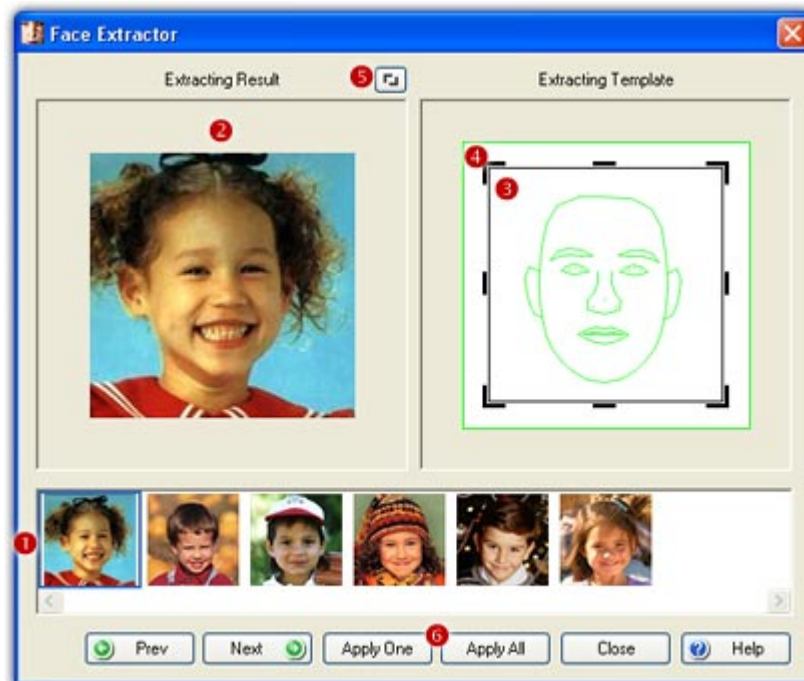 Face Extractor
Extracting Result 5 Extracting Template
2
4
3
1
6
Prev Next Apply One Apply All Close ? Help